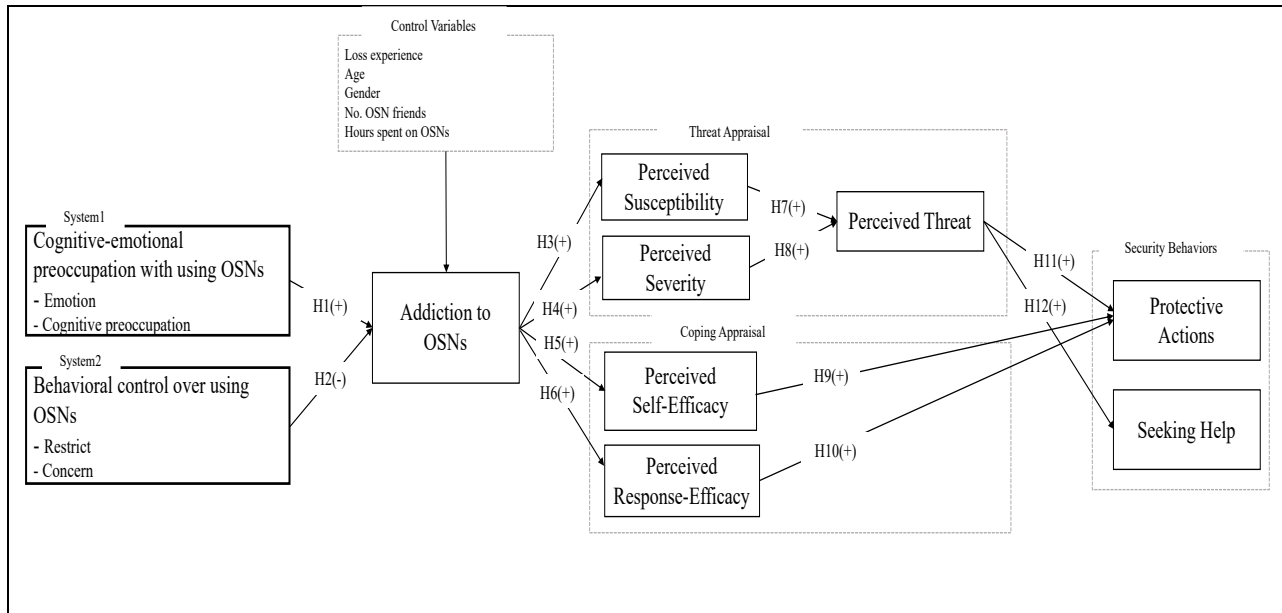 Control Variables
Loss experience
Age
Gender
No. OSN friends
Hours spent on OSNs
System1
Cognitive-emotional
preoccupation with using OSNs
- Emotion
- Cognitive preoccupation
System2
Behavioral control over using
OSNs
- Restrict
- Concern
H1(+)
H2(-)
Addiction to
OSNs
H3(+)
H4(+)
H5(+)
H6(+)
Threat Appraisal
Perceived
Susceptibility
Perceived
Severity
H7(+)
H8(+)
Perceived Threat
Coping Appraisal
Perceived
Self-Efficacy
Perceived
Response-Efficacy
H9(+)
H10(+)
H11(+)
H12(+)
Security Behaviors
Protective
Actions
Seeking Help